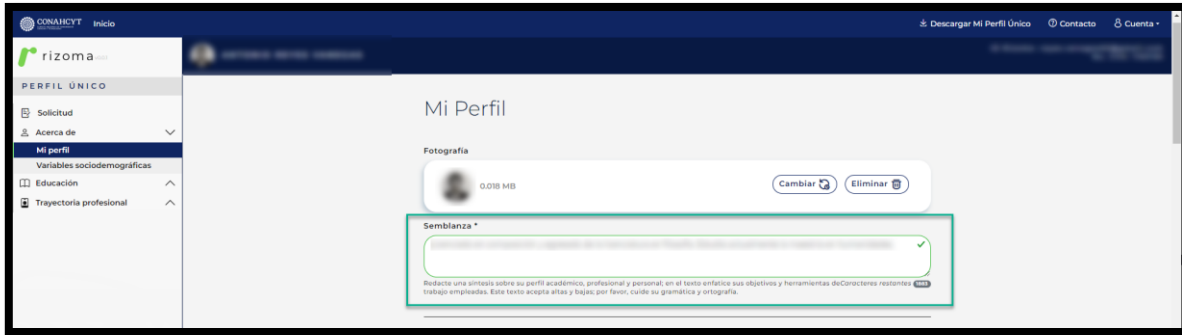 CONAHCYT Inicio Descargar Mi Perfil Único Contacto Cuenta
rizoma
PERFIL ÚNICO
Solicitud
Acerca de
Mi perfil
Variables sociodemográficas
Educación
Trayectoria profesional
Mi Perfil
Fotografía
0.018 MB Cambiar Eliminar
Semblanza *
Redacte una síntesis sobre su perfil académico, profesional y personal; en el texto enfatice sus objetivos y herramientas de Caracteres restantes
trabajo empleadas. Este texto acepta altas y bajas; por favor, cuide su gramática y ortografía.